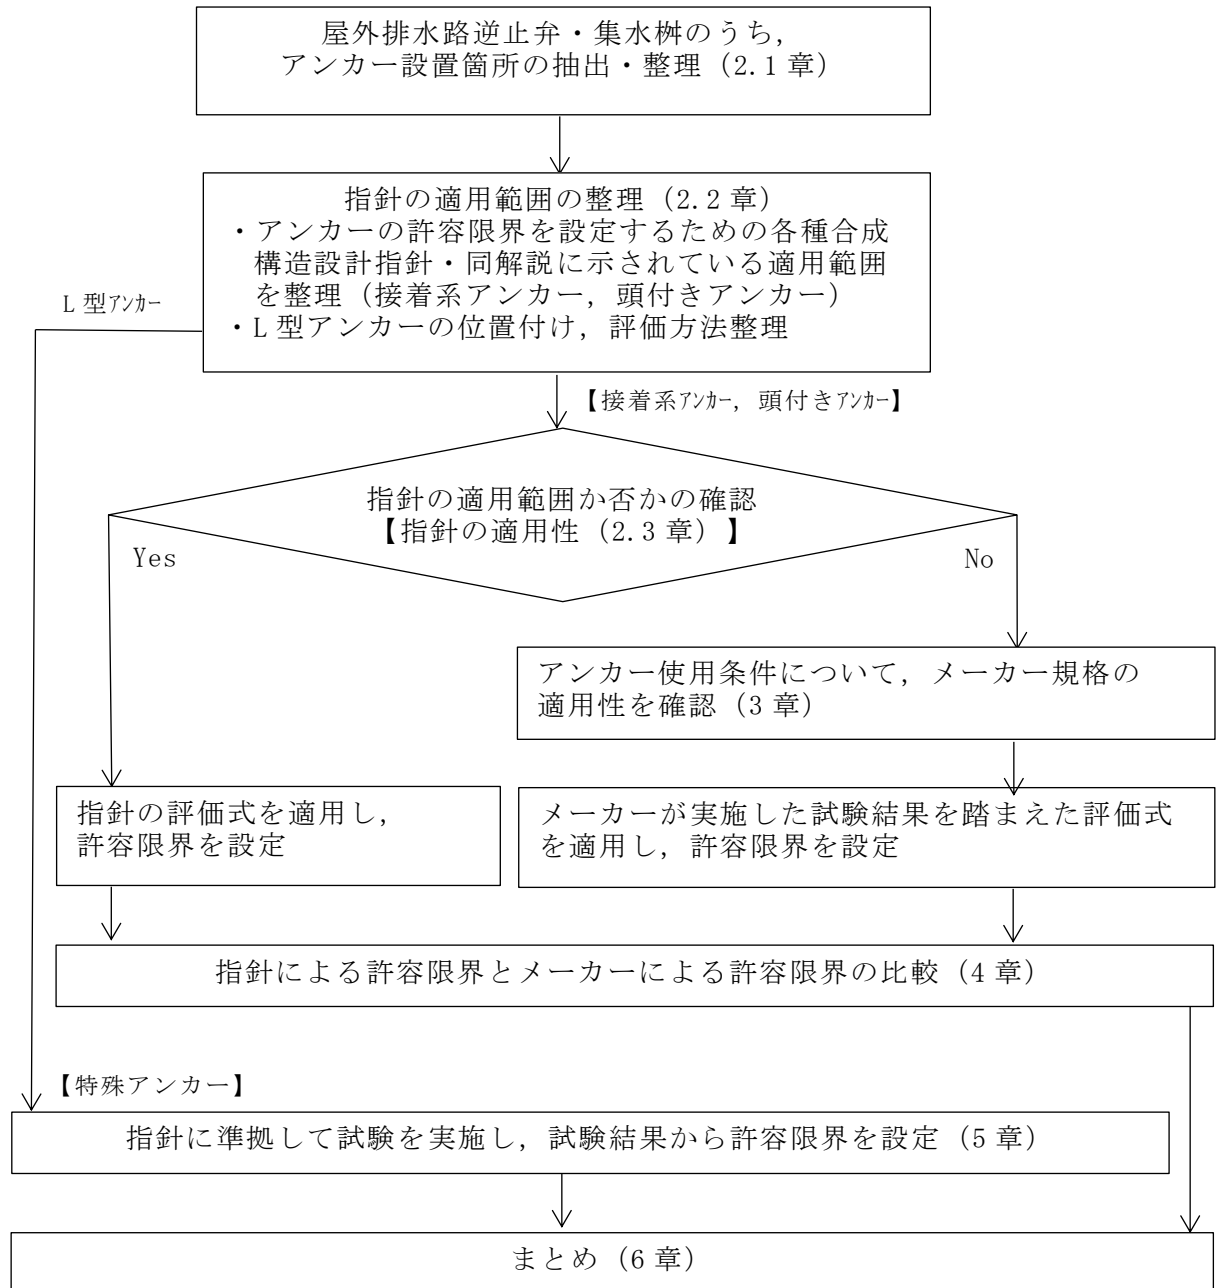 屋外排水路逆止弁・集水桝のうち，
アンカー設置箇所の抽出・整理（2.1 章）
指針の適用範囲の整理（2.2 章）
・アンカーの許容限界を設定するための各種合成
構造設計指針・同解説に示されている適用範囲
を整理（接着系アンカー，頭付きアンカー）
・L 型アンカーの位置付け，評価方法整理
L 型ｱﾝｶｰ
【接着系ｱﾝｶｰ，頭付きｱﾝｶｰ】
指針の適用範囲か否かの確認
【指針の適用性（2.3 章）】
Yes
No
アンカー使用条件について，メーカー規格の
適用性を確認（3 章）
指針の評価式を適用し，
許容限界を設定
メーカーが実施した試験結果を踏まえた評価式
を適用し，許容限界を設定
指針による許容限界とメーカーによる許容限界の比較（4 章）
【特殊アンカー】
指針に準拠して試験を実施し，試験結果から許容限界を設定（5 章）
まとめ（6 章）